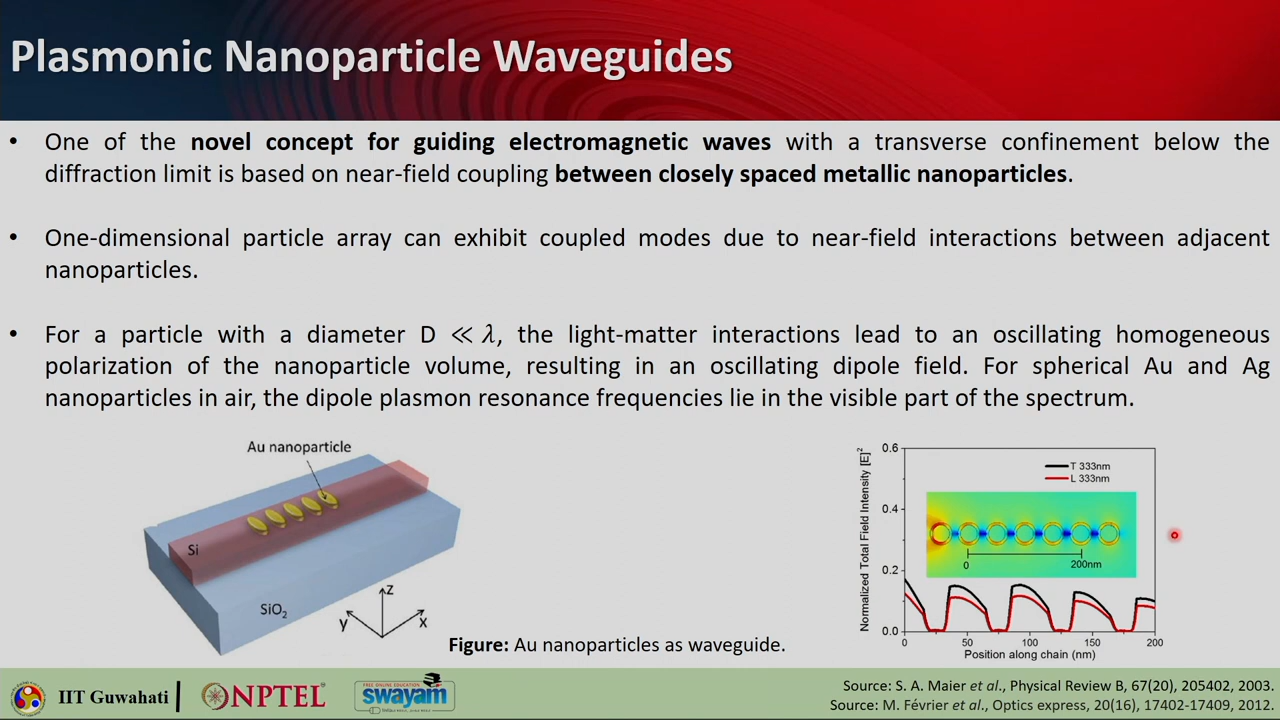 Plasmonic Nanoparticle Waveguides
• One of the novel concept for guiding electromagnetic waves with a transverse confinement below the
diffraction limit is based on near-field coupling between closely spaced metallic nanoparticles.
• One-dimensional particle array can exhibit coupled modes due to near-field interactions between adjacent
nanoparticles.
• For a particle with a diameter D ≪ λ, the light-matter interactions lead to an oscillating homogeneous
polarization of the nanoparticle volume, resulting in an oscillating dipole field. For spherical Au and Ag
nanoparticles in air, the dipole plasmon resonance frequencies lie in the visible part of the spectrum.
Au nanoparticle
Si
SiO₂
z
y
x
Figure: Au nanoparticles as waveguide.
Normalized Total Field Intensity [E]²
0.6
0.4
0.2
0.0
T 333nm
L 333nm
0
200nm
0 50 100 150 200
Position along chain (nm)
IIT Guwahati
NPTEL
FREE ONLINE EDUCATION
swayam
Source: S. A. Maier et al., Physical Review B, 67(20), 205402, 2003.
Source: M. Février et al., Optics express, 20(16), 17402-17409, 2012.